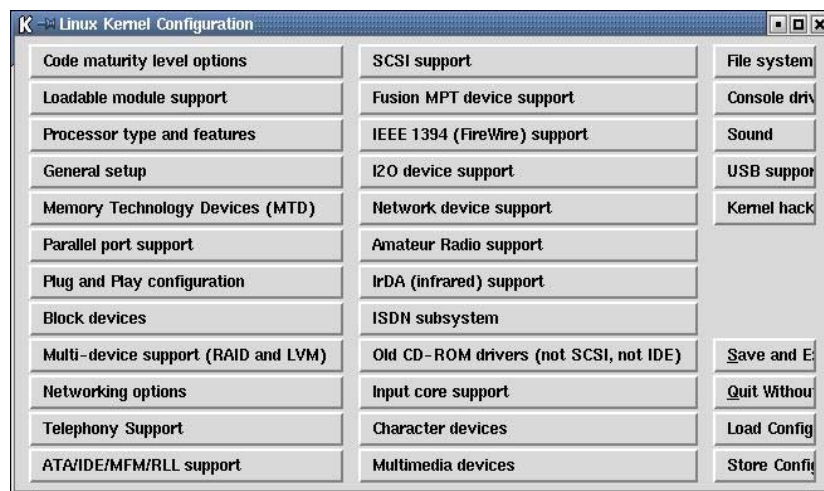 Linux Kernel Configuration
Code maturity level options
Loadable module support
Processor type and features
General setup
Memory Technology Devices (MTD)
Parallel port support
Plug and Play configuration
Block devices
Multi-device support (RAID and LVM)
Networking options
Telephony Support
ATA/IDE/MFM/RLL support
SCSI support
Fusion MPT device support
IEEE 1394 (FireWire) support
I2O device support
Network device support
Amateur Radio support
IrDA (infrared) support
ISDN subsystem
Old CD-ROM drivers (not SCSI, not IDE)
Input core support
Character devices
Multimedia devices
File system
Console driv
Sound
USB suppor
Kernel hack
Save and E
Quit Withou
Load Config
Store Config